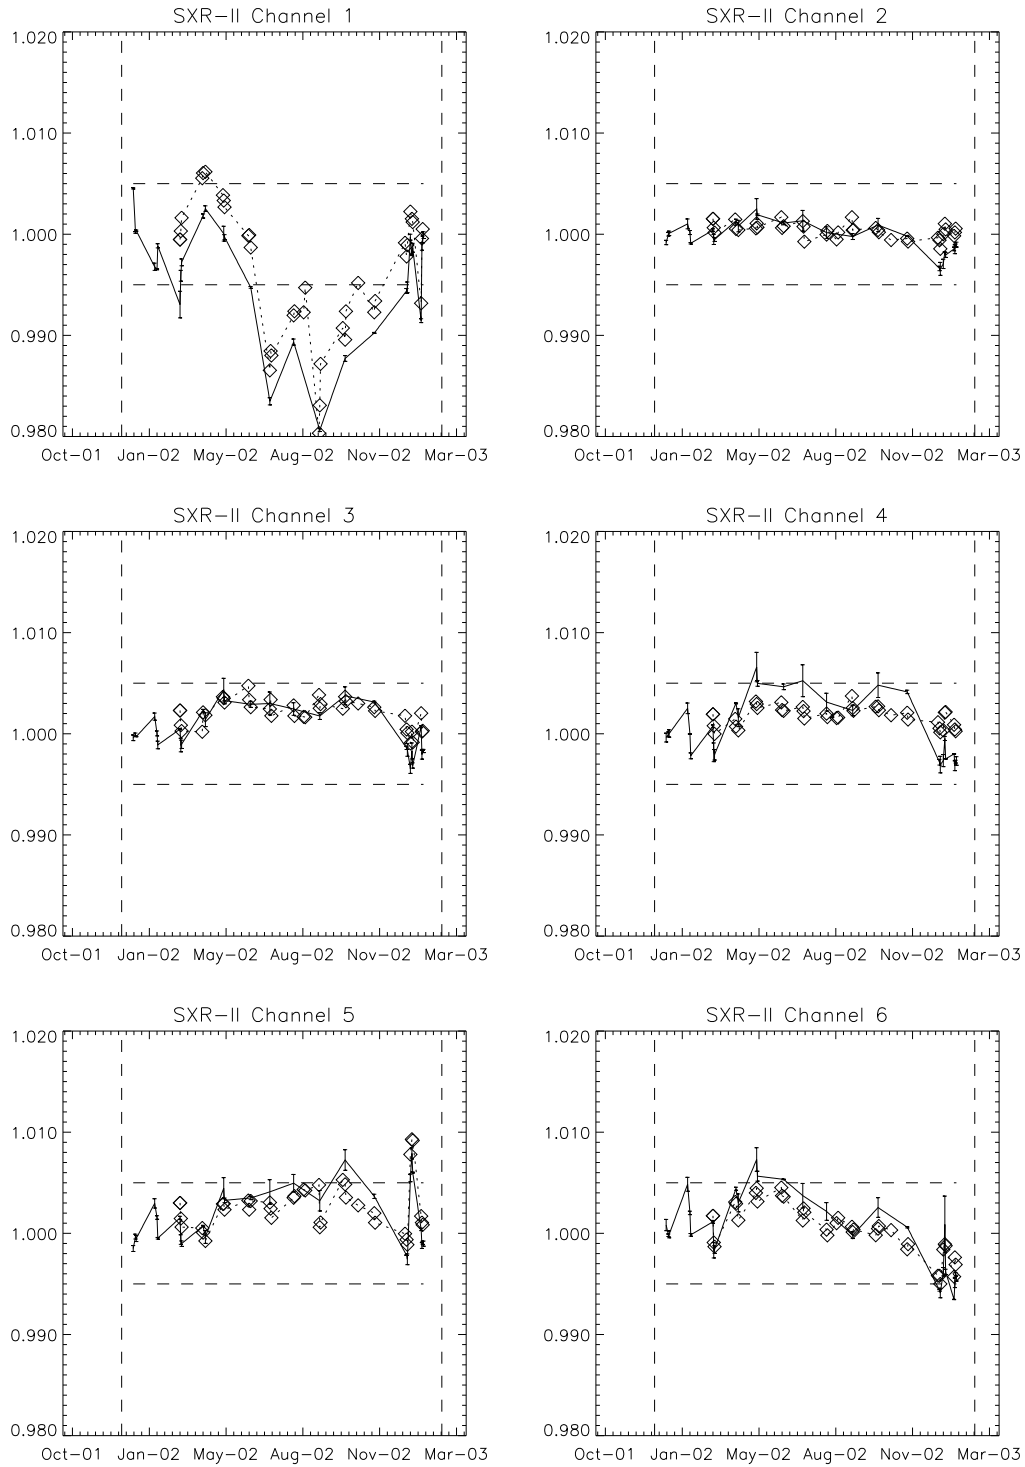 SXR-II Channel 1
1.020
1.010
1.000
0.990
0.980
Oct-01 Jan-02 May-02 Aug-02 Nov-02 Mar-03
SXR-II Channel 2
1.020
1.010
1.000
0.990
0.980
Oct-01 Jan-02 May-02 Aug-02 Nov-02 Mar-03
SXR-II Channel 3
1.020
1.010
1.000
0.990
0.980
Oct-01 Jan-02 May-02 Aug-02 Nov-02 Mar-03
SXR-II Channel 4
1.020
1.010
1.000
0.990
0.980
Oct-01 Jan-02 May-02 Aug-02 Nov-02 Mar-03
SXR-II Channel 5
1.020
1.010
1.000
0.990
0.980
Oct-01 Jan-02 May-02 Aug-02 Nov-02 Mar-03
SXR-II Channel 6
1.020
1.010
1.000
0.990
0.980
Oct-01 Jan-02 May-02 Aug-02 Nov-02 Mar-03